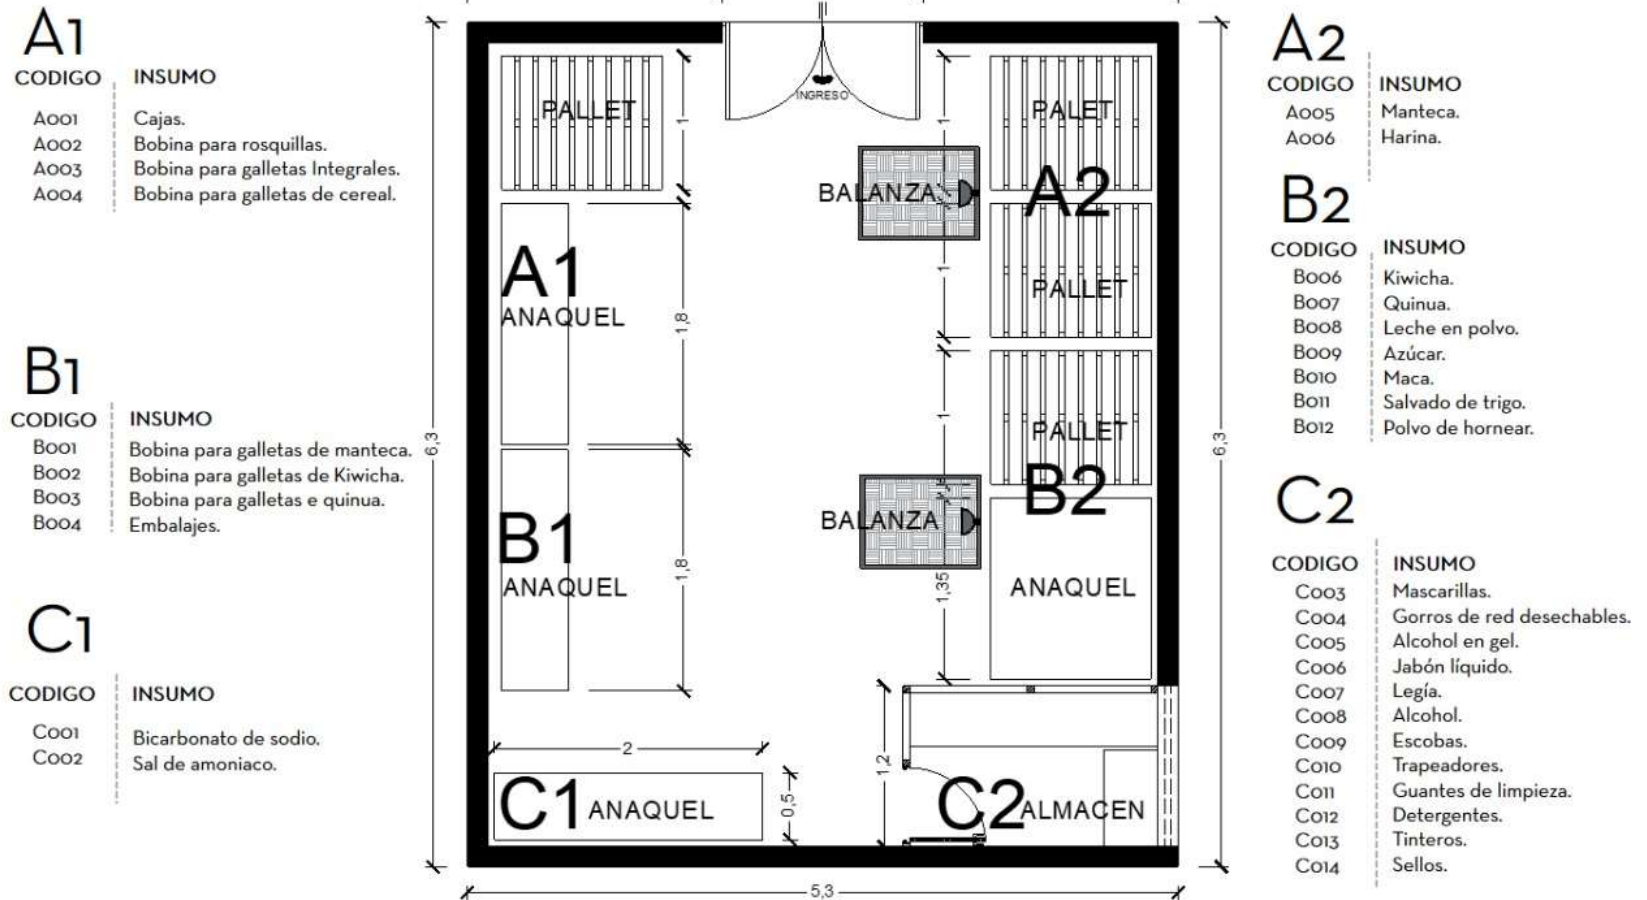 A1
CODIGO INSUMO
A001 Cajas.
A002 Bobina para rosquillas.
A003 Bobina para galletas Integrales.
A004 Bobina para galletas de cereal.
B1
CODIGO INSUMO
B001 Bobina para galletas de manteca.
B002 Bobina para galletas de Kiwicha.
B003 Bobina para galletas e quinua.
B004 Embalajes.
C1
CODIGO INSUMO
C001 Bicarbonato de sodio.
C002 Sal de amoniaco.
INGRESO
PALLET
1
1
PALET
BALANZA
A2
A1
ANAQUEL
1,8
1
PALLET
6,3
1
PALLET
6,3
B2
B1
ANAQUEL
1,8
BALANZA
1,35
ANAQUEL
2
1,2
C1 ANAQUEL
0,5
C2 ALMACEN
5,3
A2
CODIGO INSUMO
A005 Manteca.
A006 Harina.
B2
CODIGO INSUMO
B006 Kiwicha.
B007 Quinua.
B008 Leche en polvo.
B009 Azúcar.
B010 Maca.
B011 Salvado de trigo.
B012 Polvo de hornear.
C2
CODIGO INSUMO
C003 Mascarillas.
C004 Gorros de red desechables.
C005 Alcohol en gel.
C006 Jabón líquido.
C007 Legía.
C008 Alcohol.
C009 Escobas.
C010 Trapeadores.
C011 Guantes de limpieza.
C012 Detergentes.
C013 Tinteros.
C014 Sellos.